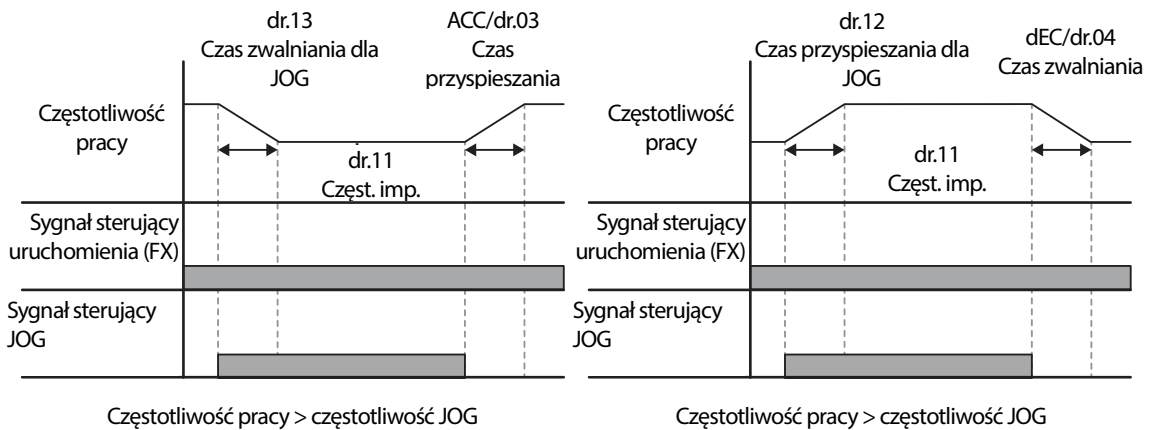 dr.13
Czas zwalniania dla
JOG
ACC/dr.03
Czas
przyspieszania
Częstotliwość
pracy
dr.11
Częst. imp.
Sygnał sterujący
uruchomienia (FX)
Sygnał sterujący
JOG
Częstotliwość pracy > częstotliwość JOG
dr.12
Czas przyspieszania dla
JOG
dEC/dr.04
Czas zwalniania
Częstotliwość
pracy
dr.11
Częst. imp.
Sygnał sterujący
uruchomienia (FX)
Sygnał sterujący
JOG
Częstotliwość pracy > częstotliwość JOG